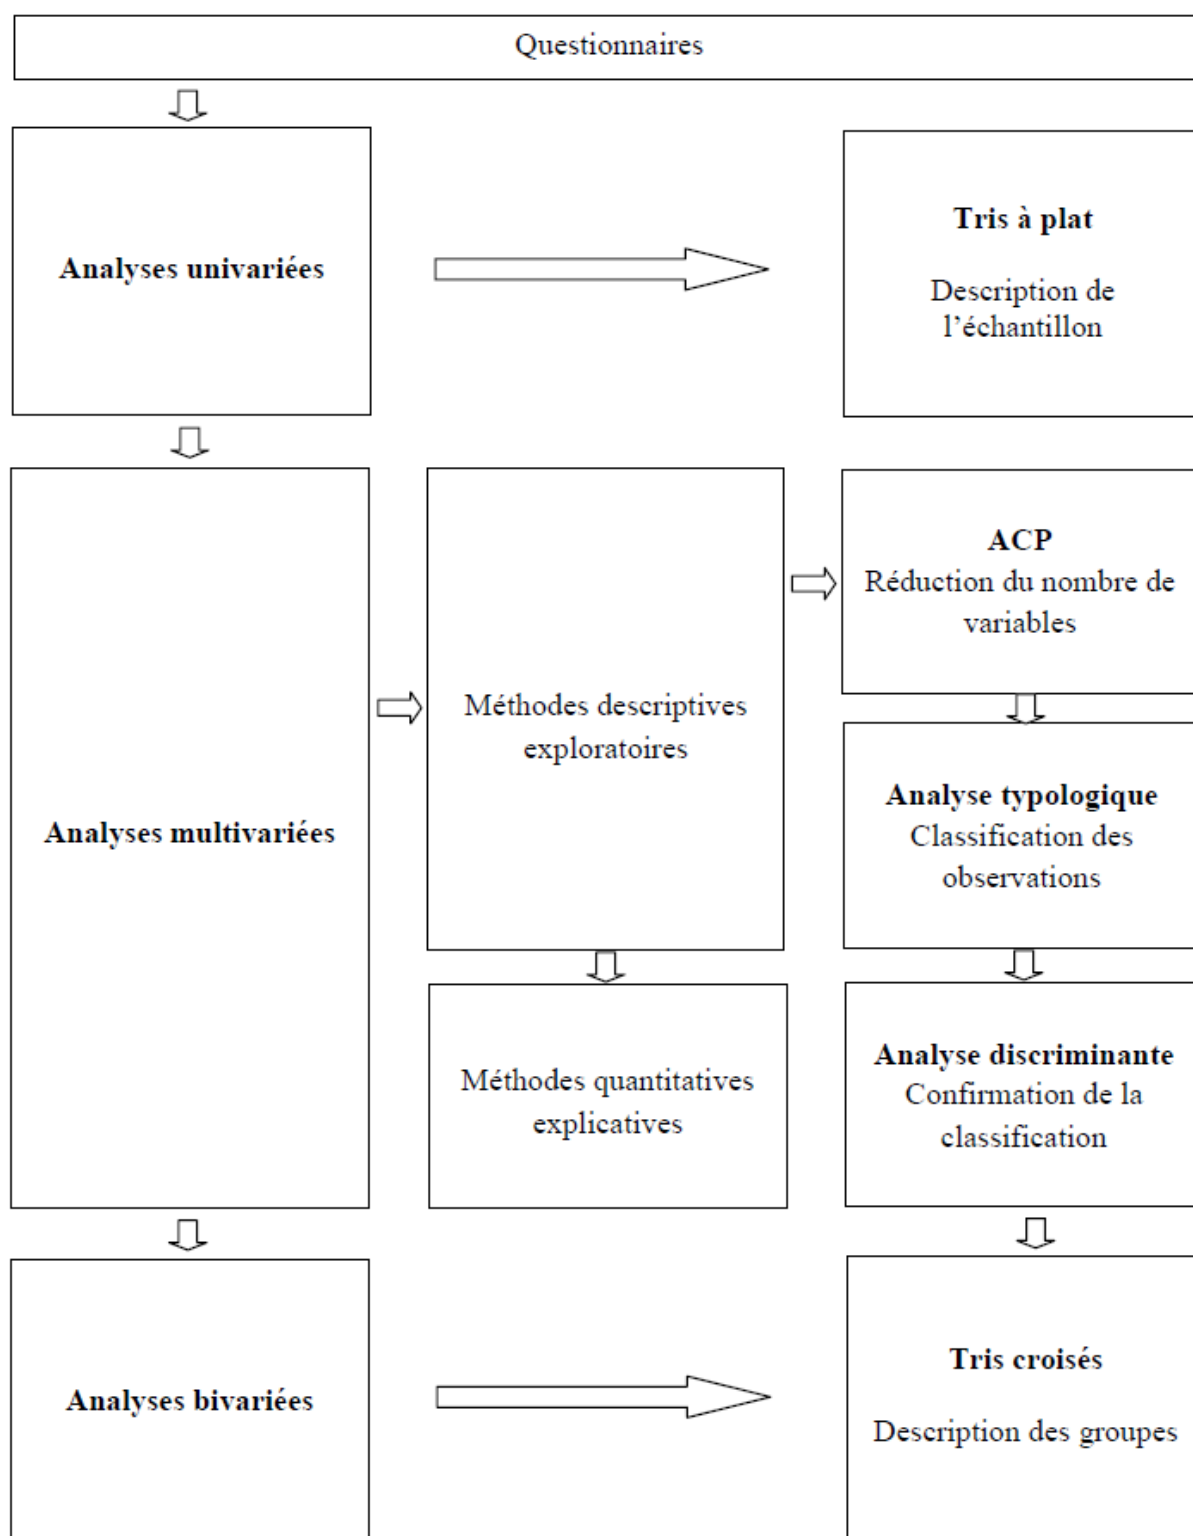 Questionnaires
Analyses univariées
Tris à plat
Description de
l’échantillon
Analyses multivariées
Méthodes descriptives
exploratoires
ACP
Réduction du nombre de
variables
Analyse typologique
Classification des
observations
Méthodes quantitatives
explicatives
Analyse discriminante
Confirmation de la
classification
Analyses bivariées
Tris croisés
Description des groupes